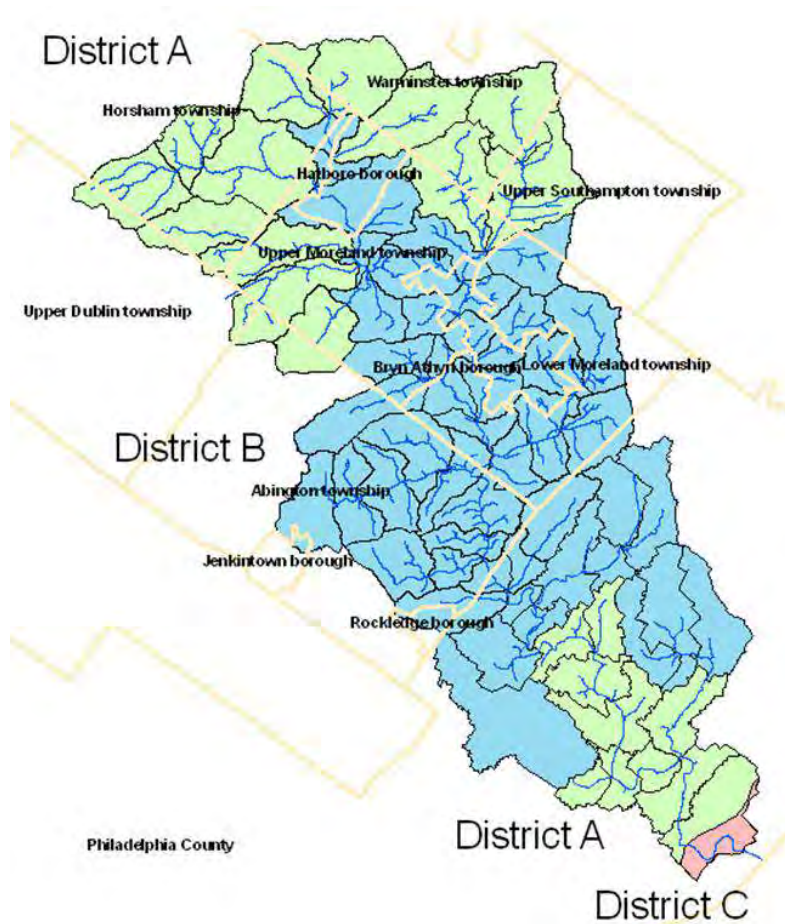 District A
Warminster township
Horsham township
Hatboro borough
Upper Southampton township
Upper Moreland township
Upper Dublin township
Bryn Athyn borough
Lower Moreland township
District B
Abington township
Jenkintown borough
Rockledge borough
District A
Philadelphia County
District C